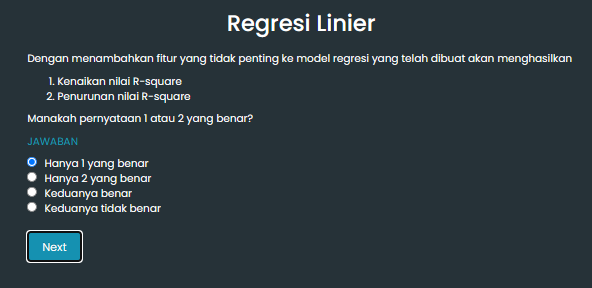 Regresi Linier
Dengan menambahkan fitur yang tidak penting ke model regresi yang telah dibuat akan menghasilkan
1. Kenaikan nilai R-square
2. Penurunan nilai R-square
Manakah pernyataan 1 atau 2 yang benar?
JAWABAN
Hanya 1 yang benar
Hanya 2 yang benar
Keduanya benar
Keduanya tidak benar
Next